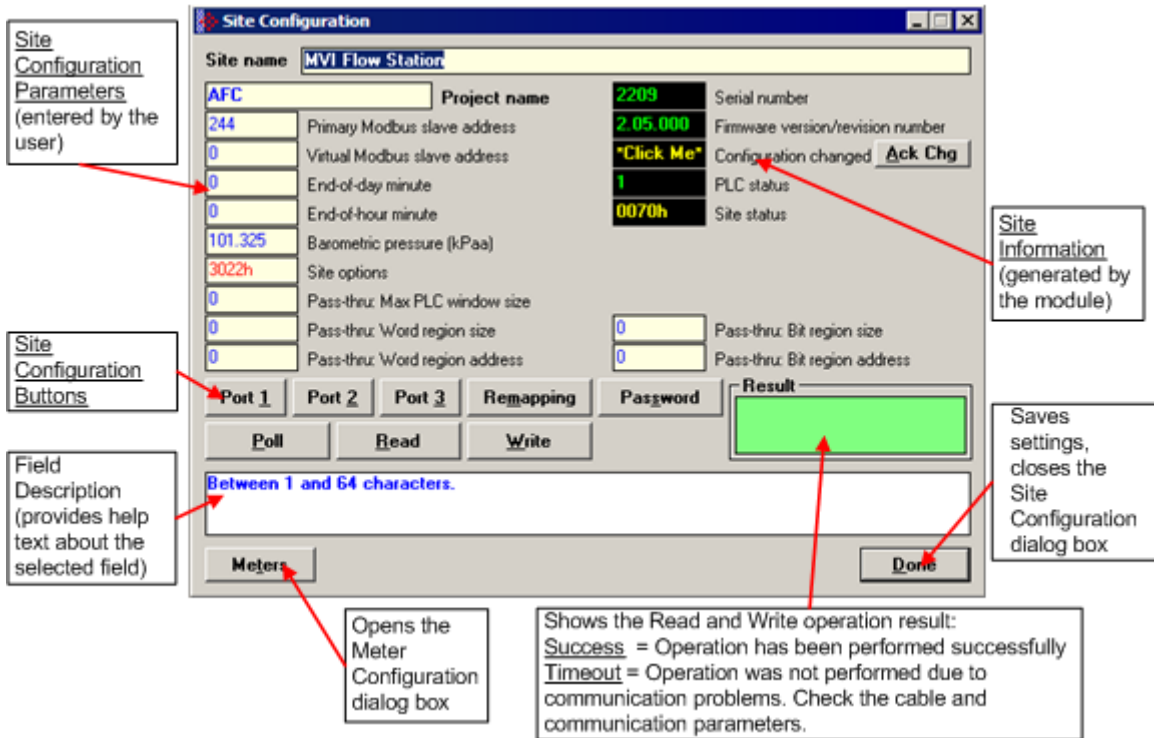 Site Configuration
Site
Configuration
Parameters
(entered by the
user)
Site name MVI Flow Station
AFC Project name 2209 Serial number
244 Primary Modbus slave address 2.05.000 Firmware version/revision number
0 Virtual Modbus slave address *Click Me* Configuration changed Ack Chg
0 End-of-day minute 1 PLC status
0 End-of-hour minute 0070h Site status
101.325 Barometric pressure (kPaa)
3022h Site options
0 Pass-thru: Max PLC window size
0 Pass-thru: Word region size 0 Pass-thru: Bit region size
0 Pass-thru: Word region address 0 Pass-thru: Bit region address
Site
Information
(generated by
the module)
Site
Configuration
Buttons
Port 1 Port 2 Port 3 Remapping Password Result
Poll Read Write
Saves
settings,
closes the
Site
Configuration
dialog box
Field
Description
(provides help
text about the
selected field)
Between 1 and 64 characters.
Meters Done
Opens the
Meter
Configuration
dialog box
Shows the Read and Write operation result:
Success = Operation has been performed successfully
Timeout = Operation was not performed due to
communication problems. Check the cable and
communication parameters.